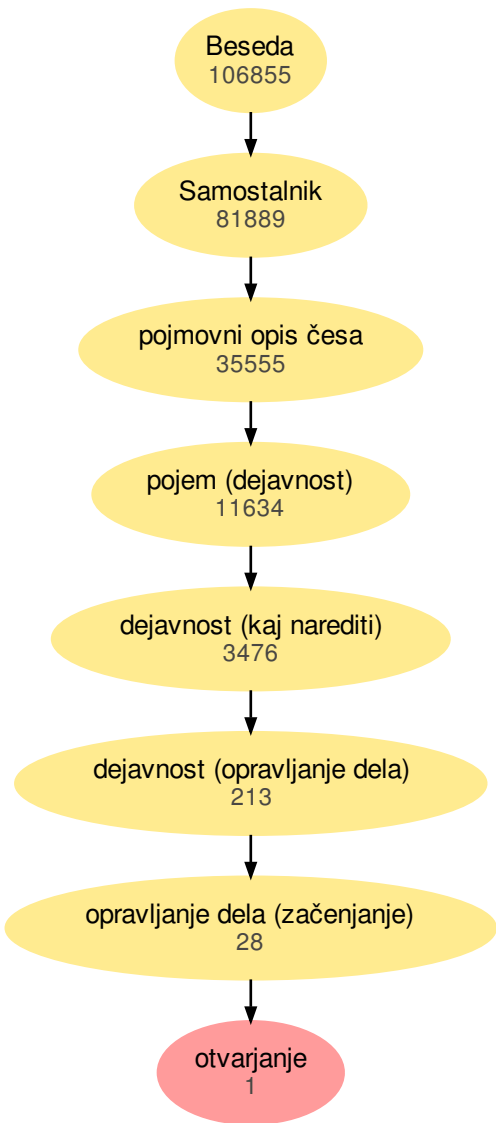 Beseda
106855
Samostalnik
81889
pojmovni opis česa
35555
pojem (dejavnost)
11634
dejavnost (kaj narediti)
3476
dejavnost (opravljanje dela)
213
opravljanje dela (začenjanje)
28
otvarjanje
1